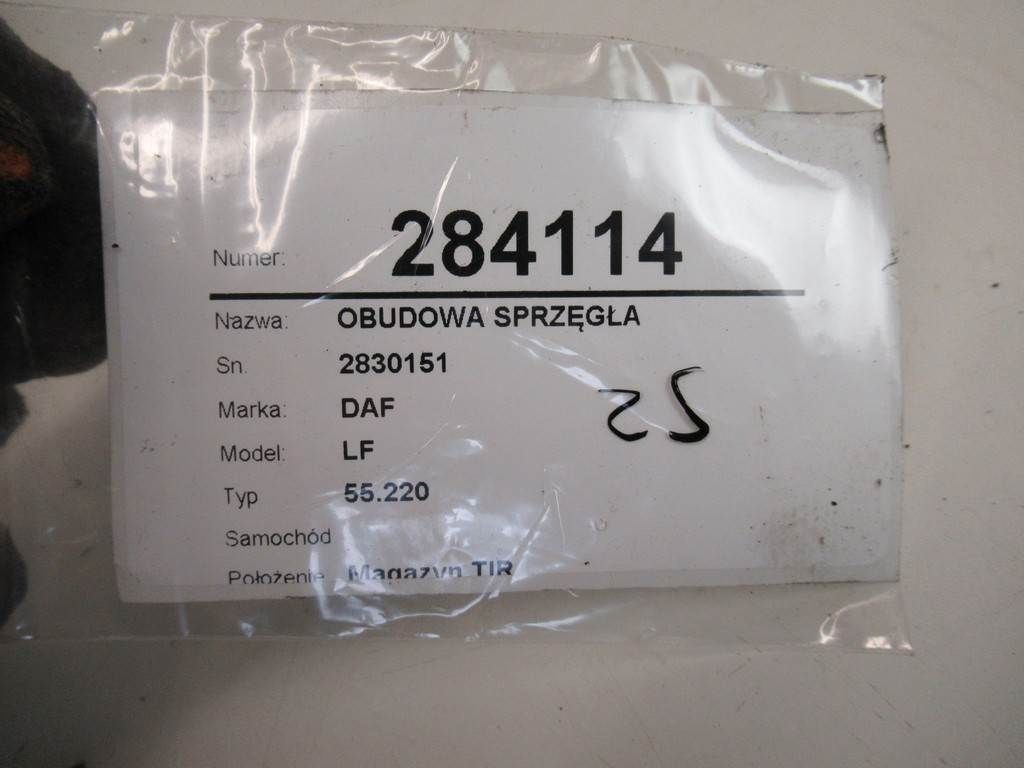 Numer: 284114
Nazwa: OBUDOWA SPRZĘGŁA
Sn. 2830151
Marka: DAF
Model: LF
Typ 55.220
Samochód
Położenie Magazyn TIR